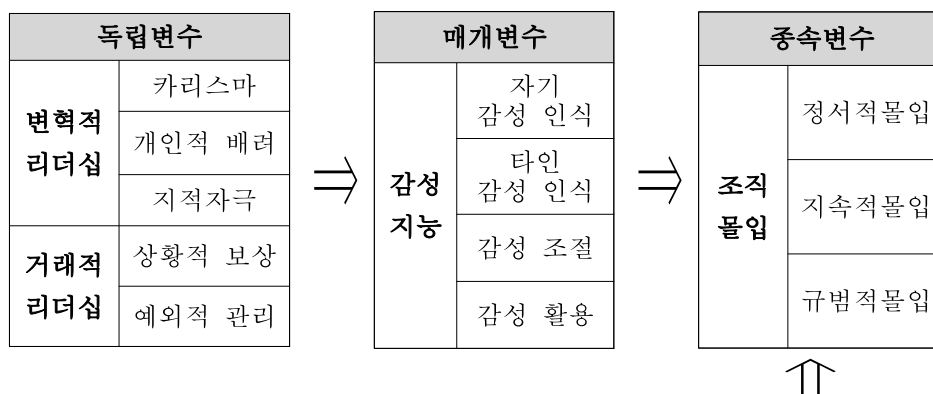 독립변수
변혁적
리더십
카리스마
개인적 배려
지적자극
거래적
리더십
상황적 보상
예외적 관리
매개변수
감성
지능
자기
감성 인식
타인
감성 인식
감성 조절
감성 활용
종속변수
조직
몰입
정서적몰입
지속적몰입
규범적몰입